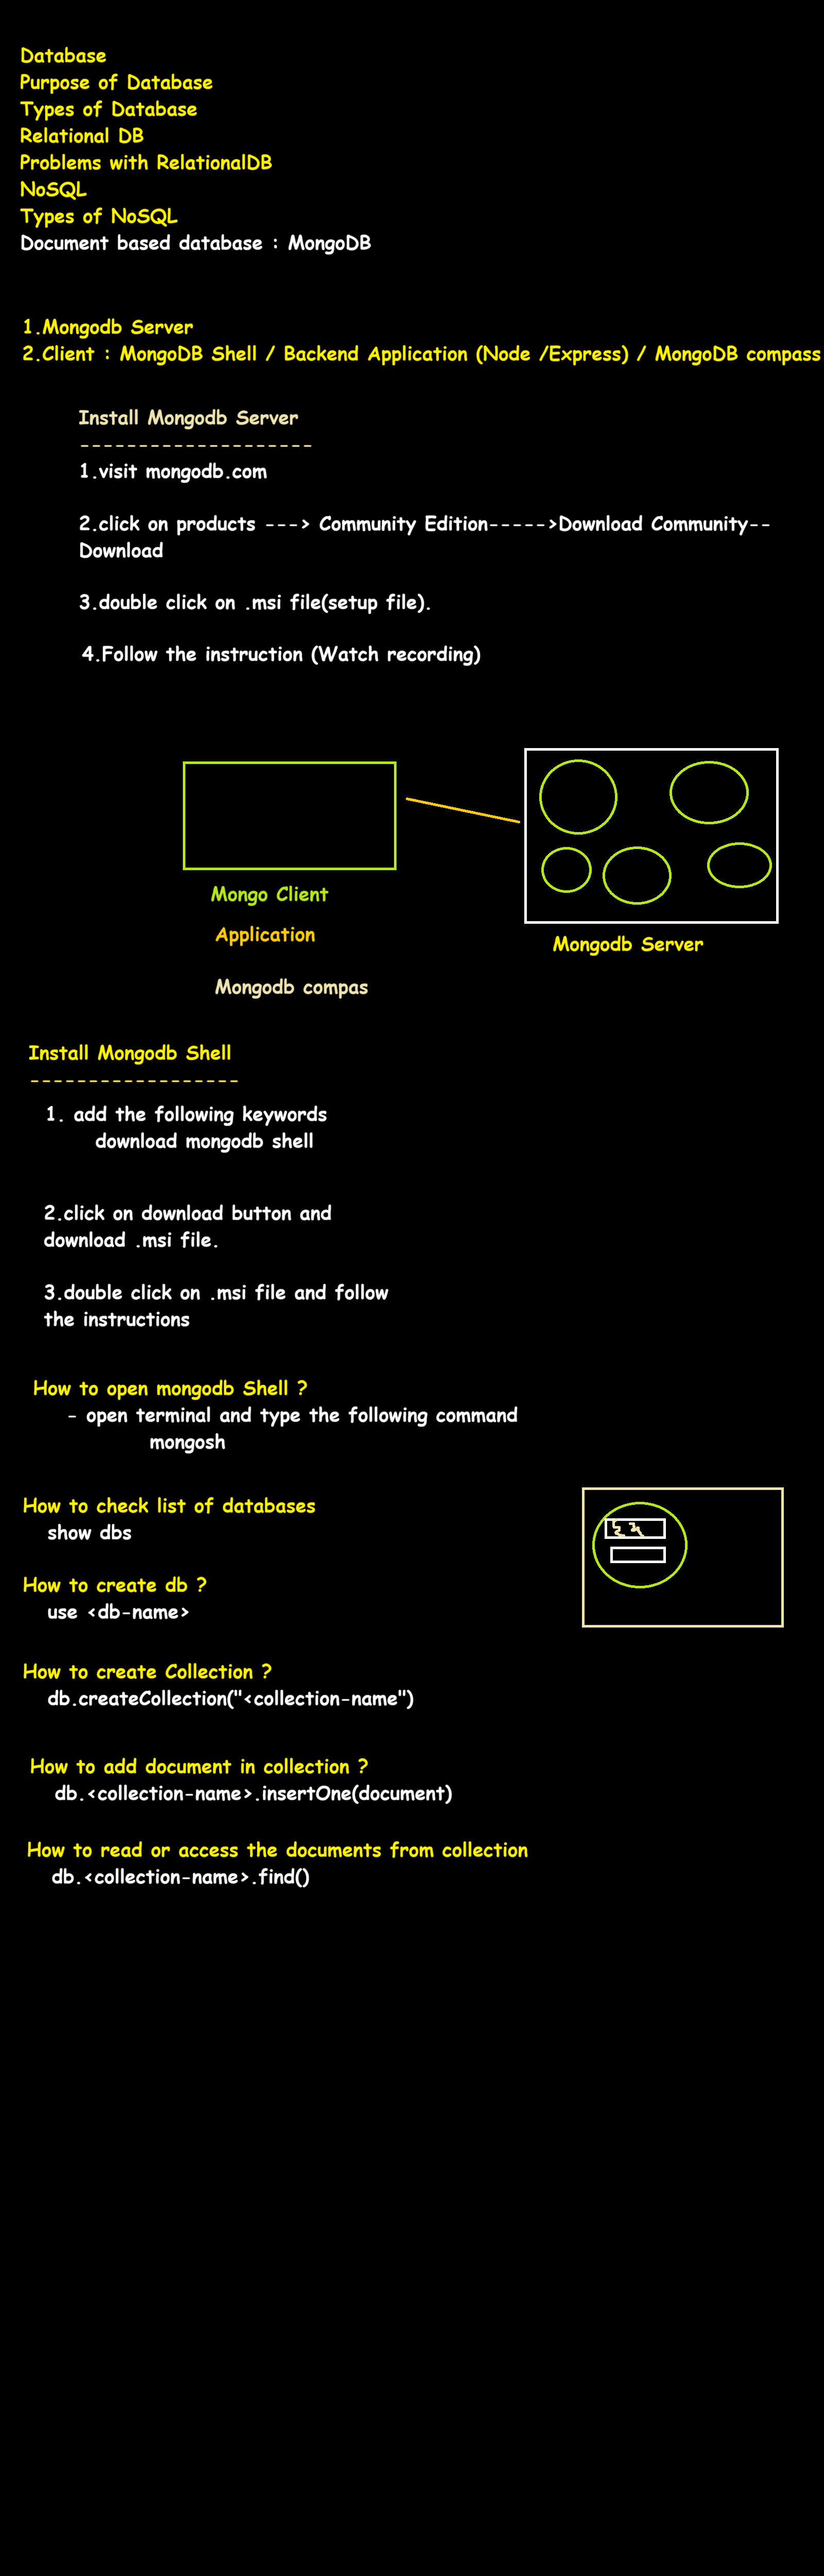 Database
Purpose of Database
Types of Database
Relational DB
Problems with RelationalDB
NoSQL
Types of NoSQL
Document based database : MongoDB
1.Mongodb Server
2.Client : MongoDB Shell / Backend Application (Node /Express) / MongoDB compass
Install Mongodb Server
--------------------
1.visit mongodb.com
2.click on products ---> Community Edition----->Download Community--
Download
3.double click on .msi file(setup file).
4.Follow the instruction (Watch recording)
Mongo Client
Application
Mongodb Server
Mongodb compas
Install Mongodb Shell
------------------
1. add the following keywords
download mongodb shell
2.click on download button and
download .msi file.
3.double click on .msi file and follow
the instructions
How to open mongodb Shell ?
- open terminal and type the following command
mongosh
How to check list of databases
show dbs
How to create db ?
use <db-name>
How to create Collection ?
db.createCollection("<collection-name")
How to add document in collection ?
db.<collection-name>.insertOne(document)
How to read or access the documents from collection
db.<collection-name>.find()